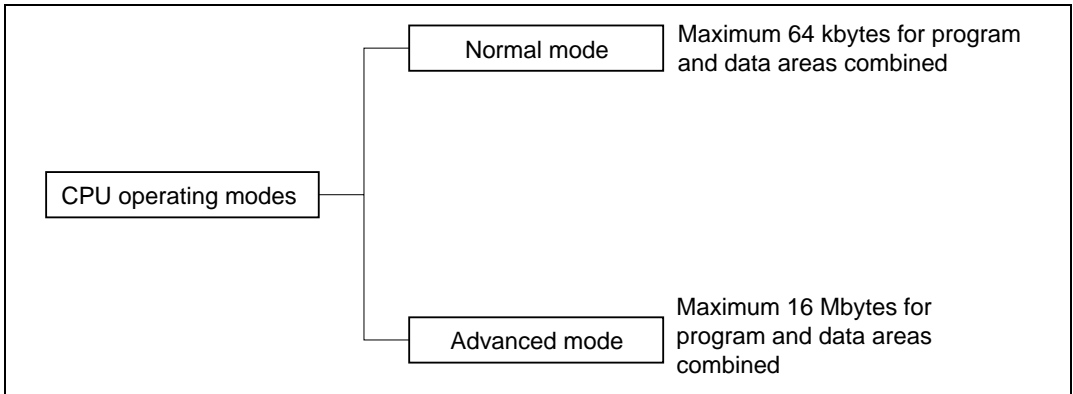 Normal mode
Maximum 64 kbytes for program
and data areas combined
CPU operating modes
Advanced mode
Maximum 16 Mbytes for
program and data areas
combined